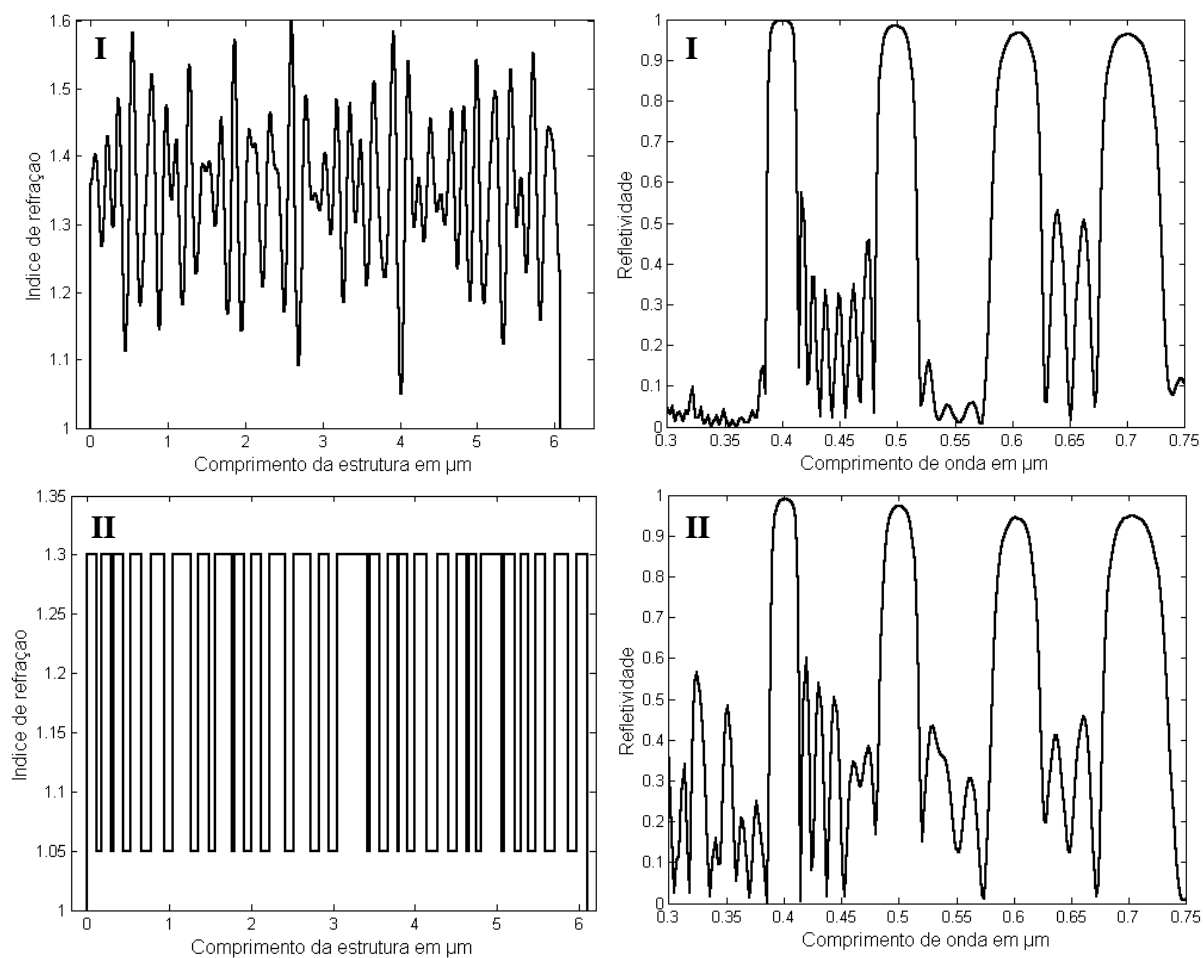 I
1.6
1.5
1.4
1.3
1.2
1.1
1
0 1 2 3 4 5 6
Indice de refraçao
Comprimento da estrutura em µm
I
1
0.9
0.8
0.7
0.6
0.5
0.4
0.3
0.2
0.1
0
0.3 0.35 0.4 0.45 0.5 0.55 0.6 0.65 0.7 0.75
Refletividade
Comprimento de onda em µm
II
1.35
1.3
1.25
1.2
1.15
1.1
1.05
1
0 1 2 3 4 5 6
Indice de refraçao
Comprimento da estrutura em µm
II
1
0.9
0.8
0.7
0.6
0.5
0.4
0.3
0.2
0.1
0
0.3 0.35 0.4 0.45 0.5 0.55 0.6 0.65 0.7 0.75
Refletividade
Comprimento de onda em µm